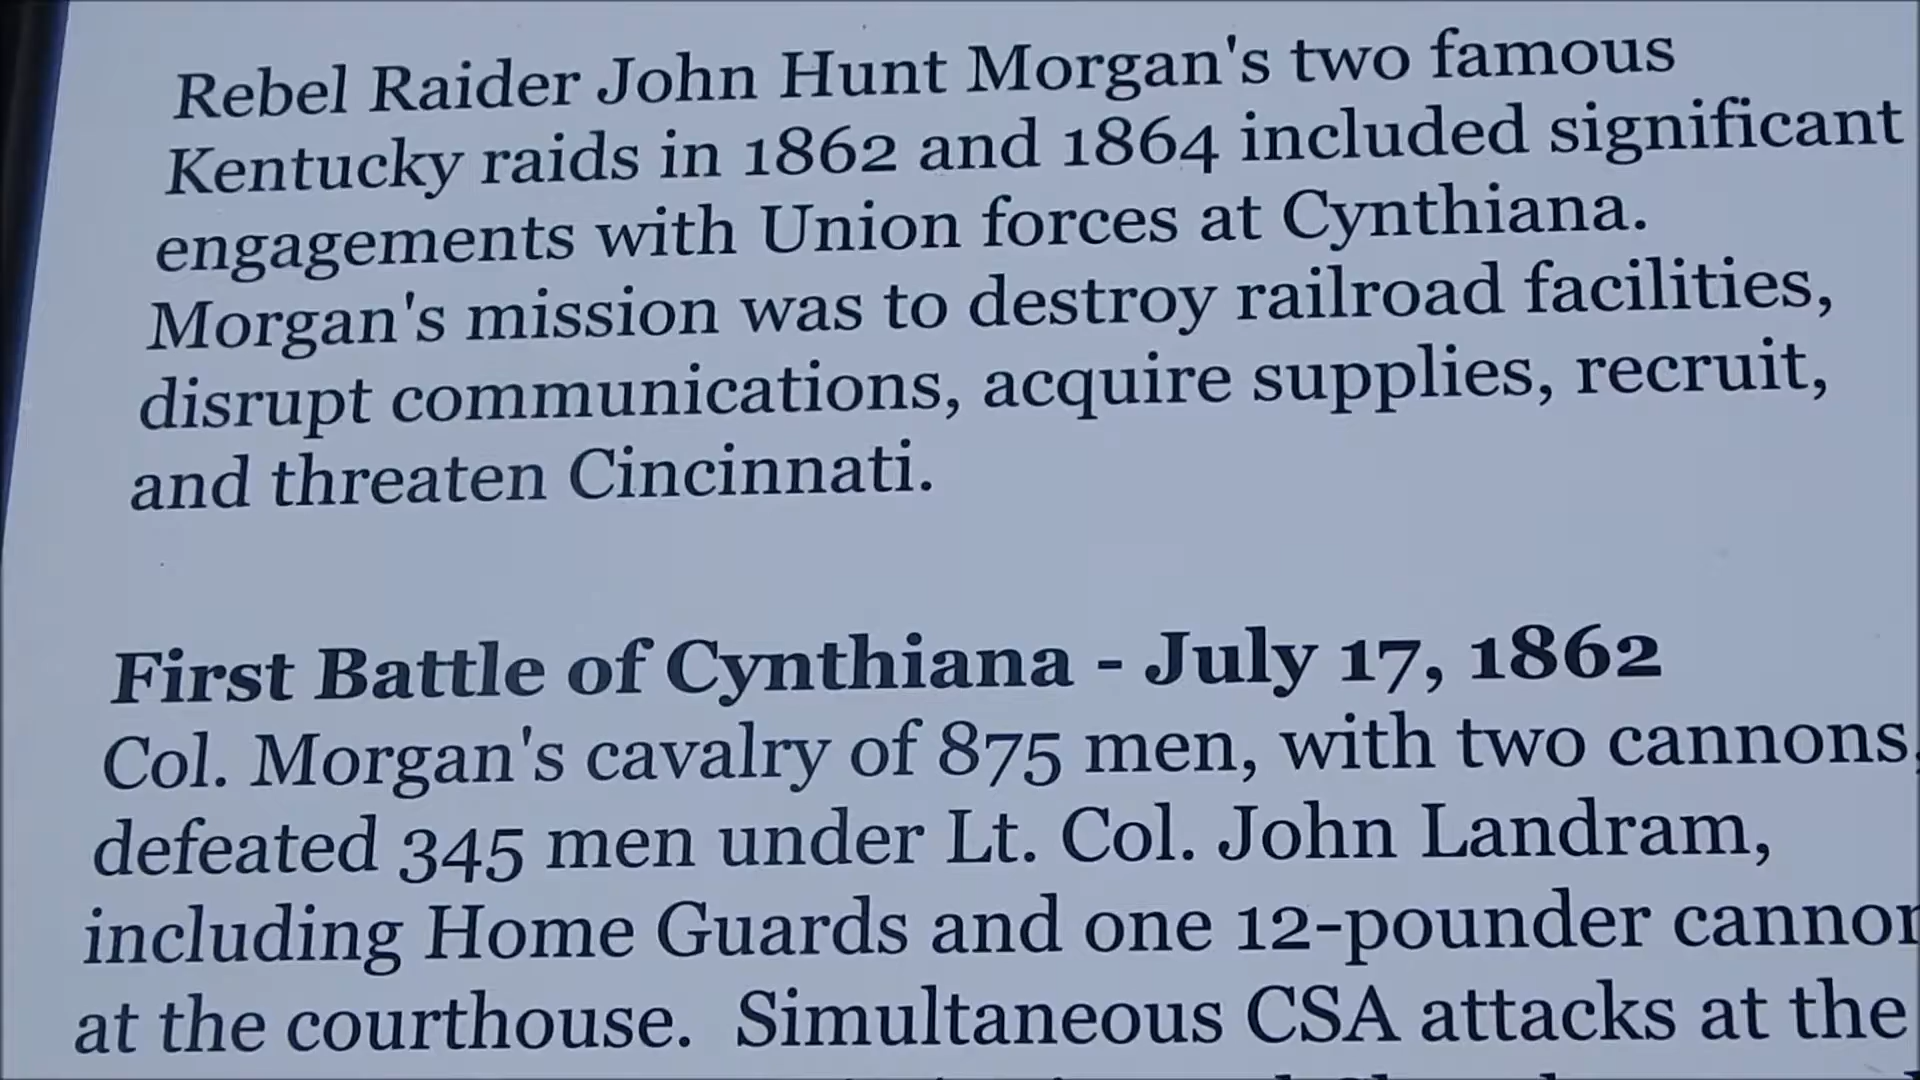 Rebel Raider John Hunt Morgan's two famous
Kentucky raids in 1862 and 1864 included significant
engagements with Union forces at Cynthiana.
Morgan's mission was to destroy railroad facilities,
disrupt communications, acquire supplies, recruit,
and threaten Cincinnati.
First Battle of Cynthiana - July 17, 1862
Col. Morgan's cavalry of 875 men, with two cannons,
defeated 345 men under Lt. Col. John Landram,
including Home Guards and one 12-pounder cannon
at the courthouse. Simultaneous CSA attacks at the